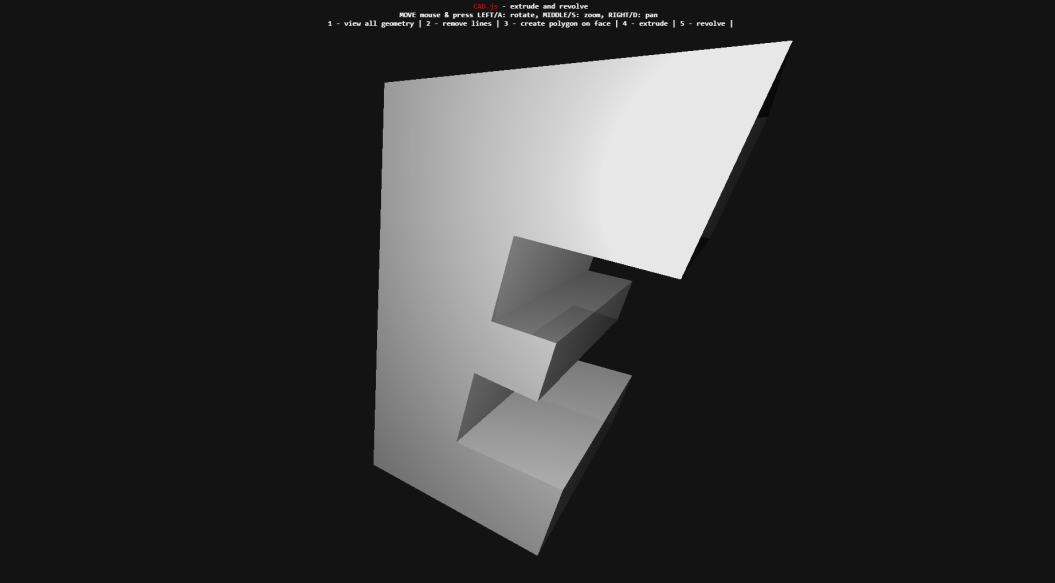 CAD.js - extrude and revolve
MOVE mouse & press LEFT/A: rotate, MIDDLE/S: zoom, RIGHT/D: pan
1 - view all geometry | 2 - remove lines | 3 - create polygon on face | 4 - extrude | 5 - revolve |